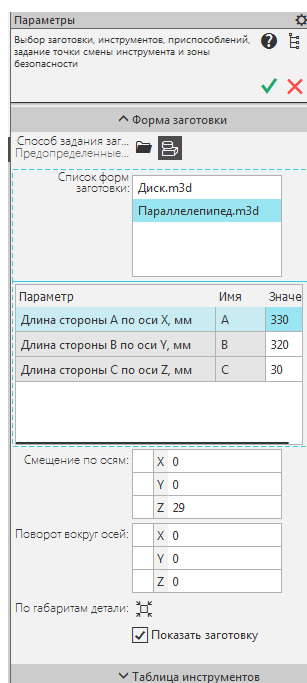 Параметры
Выбор заготовки, инструментов, приспособлений,
задание точки смены инструмента и зоны
безопасности
Форма заготовки
Способ задания заг...
Предопределенные...
Список форм
заготовки:
Диск.m3d
Параллелепипед.m3d
Параметр Имя Значе
Длина стороны A по оси X, мм A 330
Длина стороны B по оси Y, мм B 320
Длина стороны C по оси Z, мм C 30
Смещение по осям: X 0
Y 0
Z 29
Поворот вокруг осей: X 0
Y 0
Z 0
По габаритам детали:
Показать заготовку
Таблица инструментов